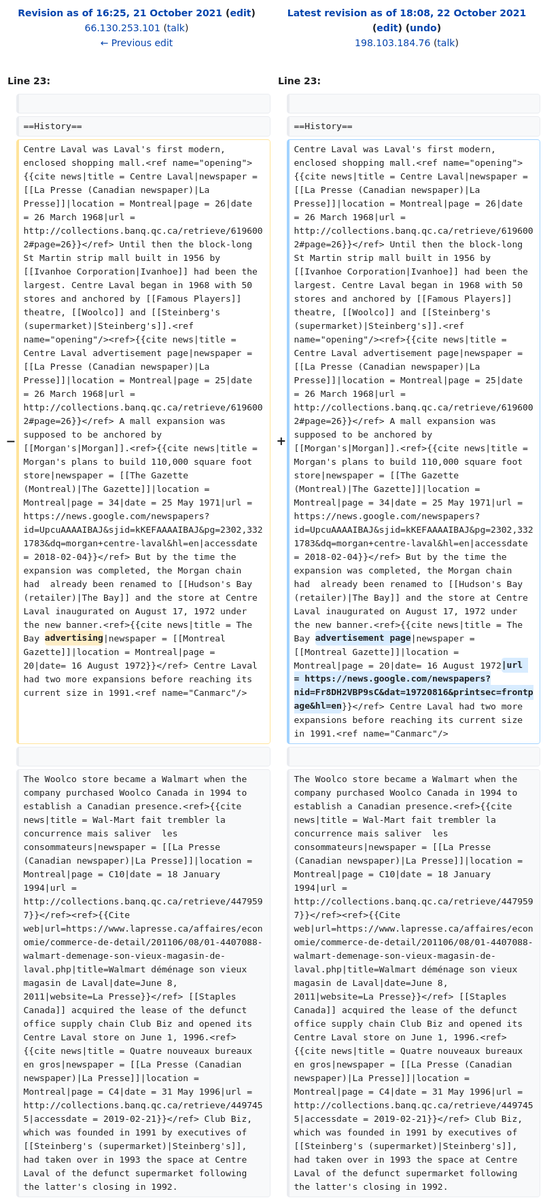 Revision as of 16:25, 21 October 2021 (edit)
66.130.253.101 (talk)
← Previous edit
Latest revision as of 18:08, 22 October 2021
(edit) (undo)
198.103.184.76 (talk)
Line 23:
Line 23:
==History==
==History==
−
Centre Laval was Laval's first modern,
enclosed shopping mall.<ref name="opening">
{{cite news|title = Centre Laval|newspaper =
[[La Presse (Canadian newspaper)|La
Presse]]|location = Montreal|page = 26|date
= 26 March 1968|url =
http://collections.banq.qc.ca/retrieve/619600
2#page=26}}</ref> Until then the block-long
St Martin strip mall built in 1956 by
[[Ivanhoe Corporation|Ivanhoe]] had been the
largest. Centre Laval began in 1968 with 50
stores and anchored by [[Famous Players]]
theatre, [[Woolco]] and [[Steinberg's
(supermarket)|Steinberg's]].<ref
name="opening"/><ref>{{cite news|title =
Centre Laval advertisement page|newspaper =
[[La Presse (Canadian newspaper)|La
Presse]]|location = Montreal|page = 25|date
= 26 March 1968|url =
http://collections.banq.qc.ca/retrieve/619600
2#page=26}}</ref> A mall expansion was
supposed to be anchored by
[[Morgan's|Morgan]].<ref>{{cite news|title =
Morgan's plans to build 110,000 square foot
store|newspaper = [[The Gazette
(Montreal)|The Gazette]]|location =
Montreal|page = 34|date = 25 May 1971|url =
https://news.google.com/newspapers?
id=UpcuAAAAIBAJ&sjid=kKEFAAAAIBAJ&pg=2302,332
1783&dq=morgan+centre-laval&hl=en|accessdate
= 2018-02-04}}</ref> But by the time the
expansion was completed, the Morgan chain
had  already been renamed to [[Hudson's Bay
(retailer)|The Bay]] and the store at Centre
Laval inaugurated on August 17, 1972 under
the new banner.<ref>{{cite news|title = The
Bay advertising|newspaper = [[Montreal
Gazette]]|location = Montreal|page =
20|date= 16 August 1972}}</ref> Centre Laval
had two more expansions before reaching its
current size in 1991.<ref name="Canmarc"/>
+
Centre Laval was Laval's first modern,
enclosed shopping mall.<ref name="opening">
{{cite news|title = Centre Laval|newspaper =
[[La Presse (Canadian newspaper)|La
Presse]]|location = Montreal|page = 26|date
= 26 March 1968|url =
http://collections.banq.qc.ca/retrieve/619600
2#page=26}}</ref> Until then the block-long
St Martin strip mall built in 1956 by
[[Ivanhoe Corporation|Ivanhoe]] had been the
largest. Centre Laval began in 1968 with 50
stores and anchored by [[Famous Players]]
theatre, [[Woolco]] and [[Steinberg's
(supermarket)|Steinberg's]].<ref
name="opening"/><ref>{{cite news|title =
Centre Laval advertisement page|newspaper =
[[La Presse (Canadian newspaper)|La
Presse]]|location = Montreal|page = 25|date
= 26 March 1968|url =
http://collections.banq.qc.ca/retrieve/619600
2#page=26}}</ref> A mall expansion was
supposed to be anchored by
[[Morgan's|Morgan]].<ref>{{cite news|title =
Morgan's plans to build 110,000 square foot
store|newspaper = [[The Gazette
(Montreal)|The Gazette]]|location =
Montreal|page = 34|date = 25 May 1971|url =
https://news.google.com/newspapers?
id=UpcuAAAAIBAJ&sjid=kKEFAAAAIBAJ&pg=2302,332
1783&dq=morgan+centre-laval&hl=en|accessdate
= 2018-02-04}}</ref> But by the time the
expansion was completed, the Morgan chain
had  already been renamed to [[Hudson's Bay
(retailer)|The Bay]] and the store at Centre
Laval inaugurated on August 17, 1972 under
the new banner.<ref>{{cite news|title = The
Bay advertisement page|newspaper =
[[Montreal Gazette]]|location =
Montreal|page = 20|date= 16 August 1972|url
= https://news.google.com/newspapers?
nid=Fr8DH2VBP9sC&dat=19720816&printsec=frontp
age&hl=en}}</ref> Centre Laval had two more
expansions before reaching its current size
in 1991.<ref name="Canmarc"/>
The Woolco store became a Walmart when the
company purchased Woolco Canada in 1994 to
establish a Canadian presence.<ref>{{cite
news|title = Wal-Mart fait trembler la
concurrence mais saliver  les
consommateurs|newspaper = [[La Presse
(Canadian newspaper)|La Presse]]|location =
Montreal|page = C10|date = 18 January
1994|url =
http://collections.banq.qc.ca/retrieve/447959
7}}</ref><ref>{{Cite
web|url=https://www.lapresse.ca/affaires/econ
omie/commerce-de-detail/201106/08/01-4407088-
walmart-demenage-son-vieux-magasin-de-
laval.php|title=Walmart déménage son vieux
magasin de Laval|date=June 8,
2011|website=La Presse}}</ref> [[Staples
Canada]] acquired the lease of the defunct
office supply chain Club Biz and opened its
Centre Laval store on June 1, 1996.<ref>
{{cite news|title = Quatre nouveaux bureaux
en gros|newspaper = [[La Presse (Canadian
newspaper)|La Presse]]|location =
Montreal|page = C4|date = 31 May 1996|url =
http://collections.banq.qc.ca/retrieve/449745
5|accessdate = 2019-02-21}}</ref> Club Biz,
which was founded in 1991 by executives of
[[Steinberg's (supermarket)|Steinberg's]],
had taken over in 1993 the space at Centre
Laval of the defunct supermarket following
the latter's closing in 1992.
The Woolco store became a Walmart when the
company purchased Woolco Canada in 1994 to
establish a Canadian presence.<ref>{{cite
news|title = Wal-Mart fait trembler la
concurrence mais saliver  les
consommateurs|newspaper = [[La Presse
(Canadian newspaper)|La Presse]]|location =
Montreal|page = C10|date = 18 January
1994|url =
http://collections.banq.qc.ca/retrieve/447959
7}}</ref><ref>{{Cite
web|url=https://www.lapresse.ca/affaires/econ
omie/commerce-de-detail/201106/08/01-4407088-
walmart-demenage-son-vieux-magasin-de-
laval.php|title=Walmart déménage son vieux
magasin de Laval|date=June 8,
2011|website=La Presse}}</ref> [[Staples
Canada]] acquired the lease of the defunct
office supply chain Club Biz and opened its
Centre Laval store on June 1, 1996.<ref>
{{cite news|title = Quatre nouveaux bureaux
en gros|newspaper = [[La Presse (Canadian
newspaper)|La Presse]]|location =
Montreal|page = C4|date = 31 May 1996|url =
http://collections.banq.qc.ca/retrieve/449745
5|accessdate = 2019-02-21}}</ref> Club Biz,
which was founded in 1991 by executives of
[[Steinberg's (supermarket)|Steinberg's]],
had taken over in 1993 the space at Centre
Laval of the defunct supermarket following
the latter's closing in 1992.